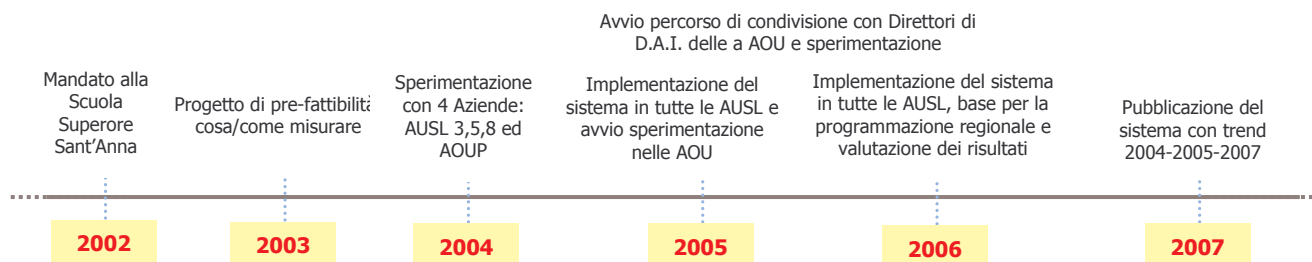 Avvio percorso di condivisione con Direttori di
D.A.I. delle a AOU e sperimentazione
Mandato alla
Scuola
Superore
Sant'Anna
Progetto di pre-fattibilità
cosa/come misurare
Sperimentazione
con 4 Aziende:
AUSL 3,5,8 ed
AOUP
Implementazione del
sistema in tutte le AUSL e
avvio sperimentazione
nelle AOU
Implementazione del sistema
in tutte le AUSL, base per la
programmazione regionale e
valutazione dei risultati
Pubblicazione del
sistema con trend
2004-2005-2007
2002
2003
2004
2005
2006
2007